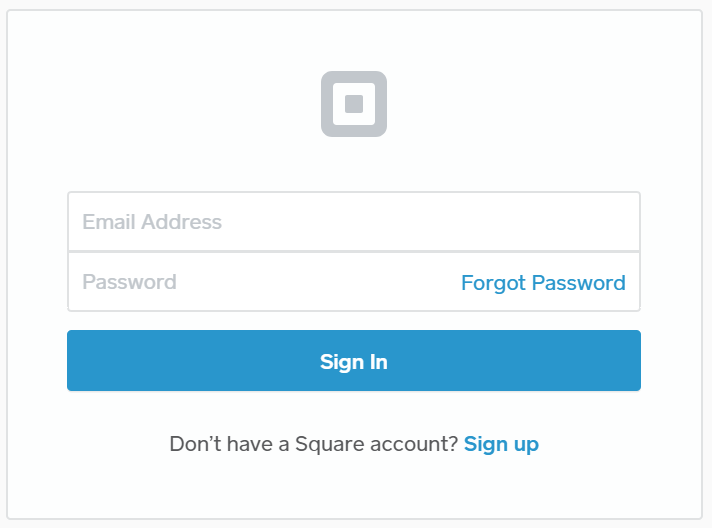 Email Address
Password Forgot Password
Sign In
Don’t have a Square account? Sign up